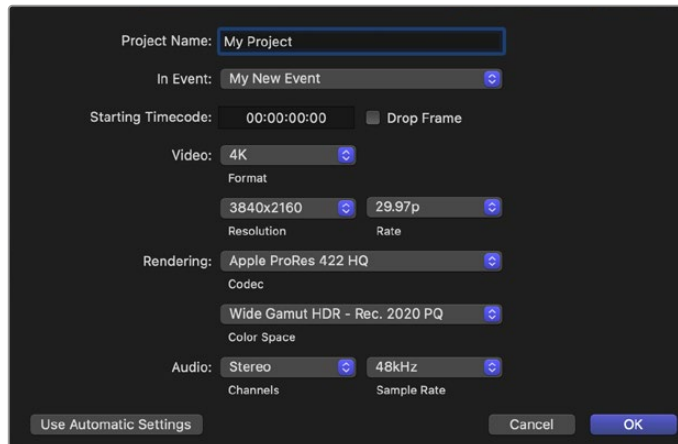 Project Name: My Project
In Event: My New Event
Starting Timecode: 00:00:00:00 Drop Frame
Video: 4K
Format
3840x2160 29.97p
Resolution Rate
Rendering: Apple ProRes 422 HQ
Codec
Wide Gamut HDR - Rec. 2020 PQ
Color Space
Audio: Stereo 48kHz
Channels Sample Rate
Use Automatic Settings Cancel OK